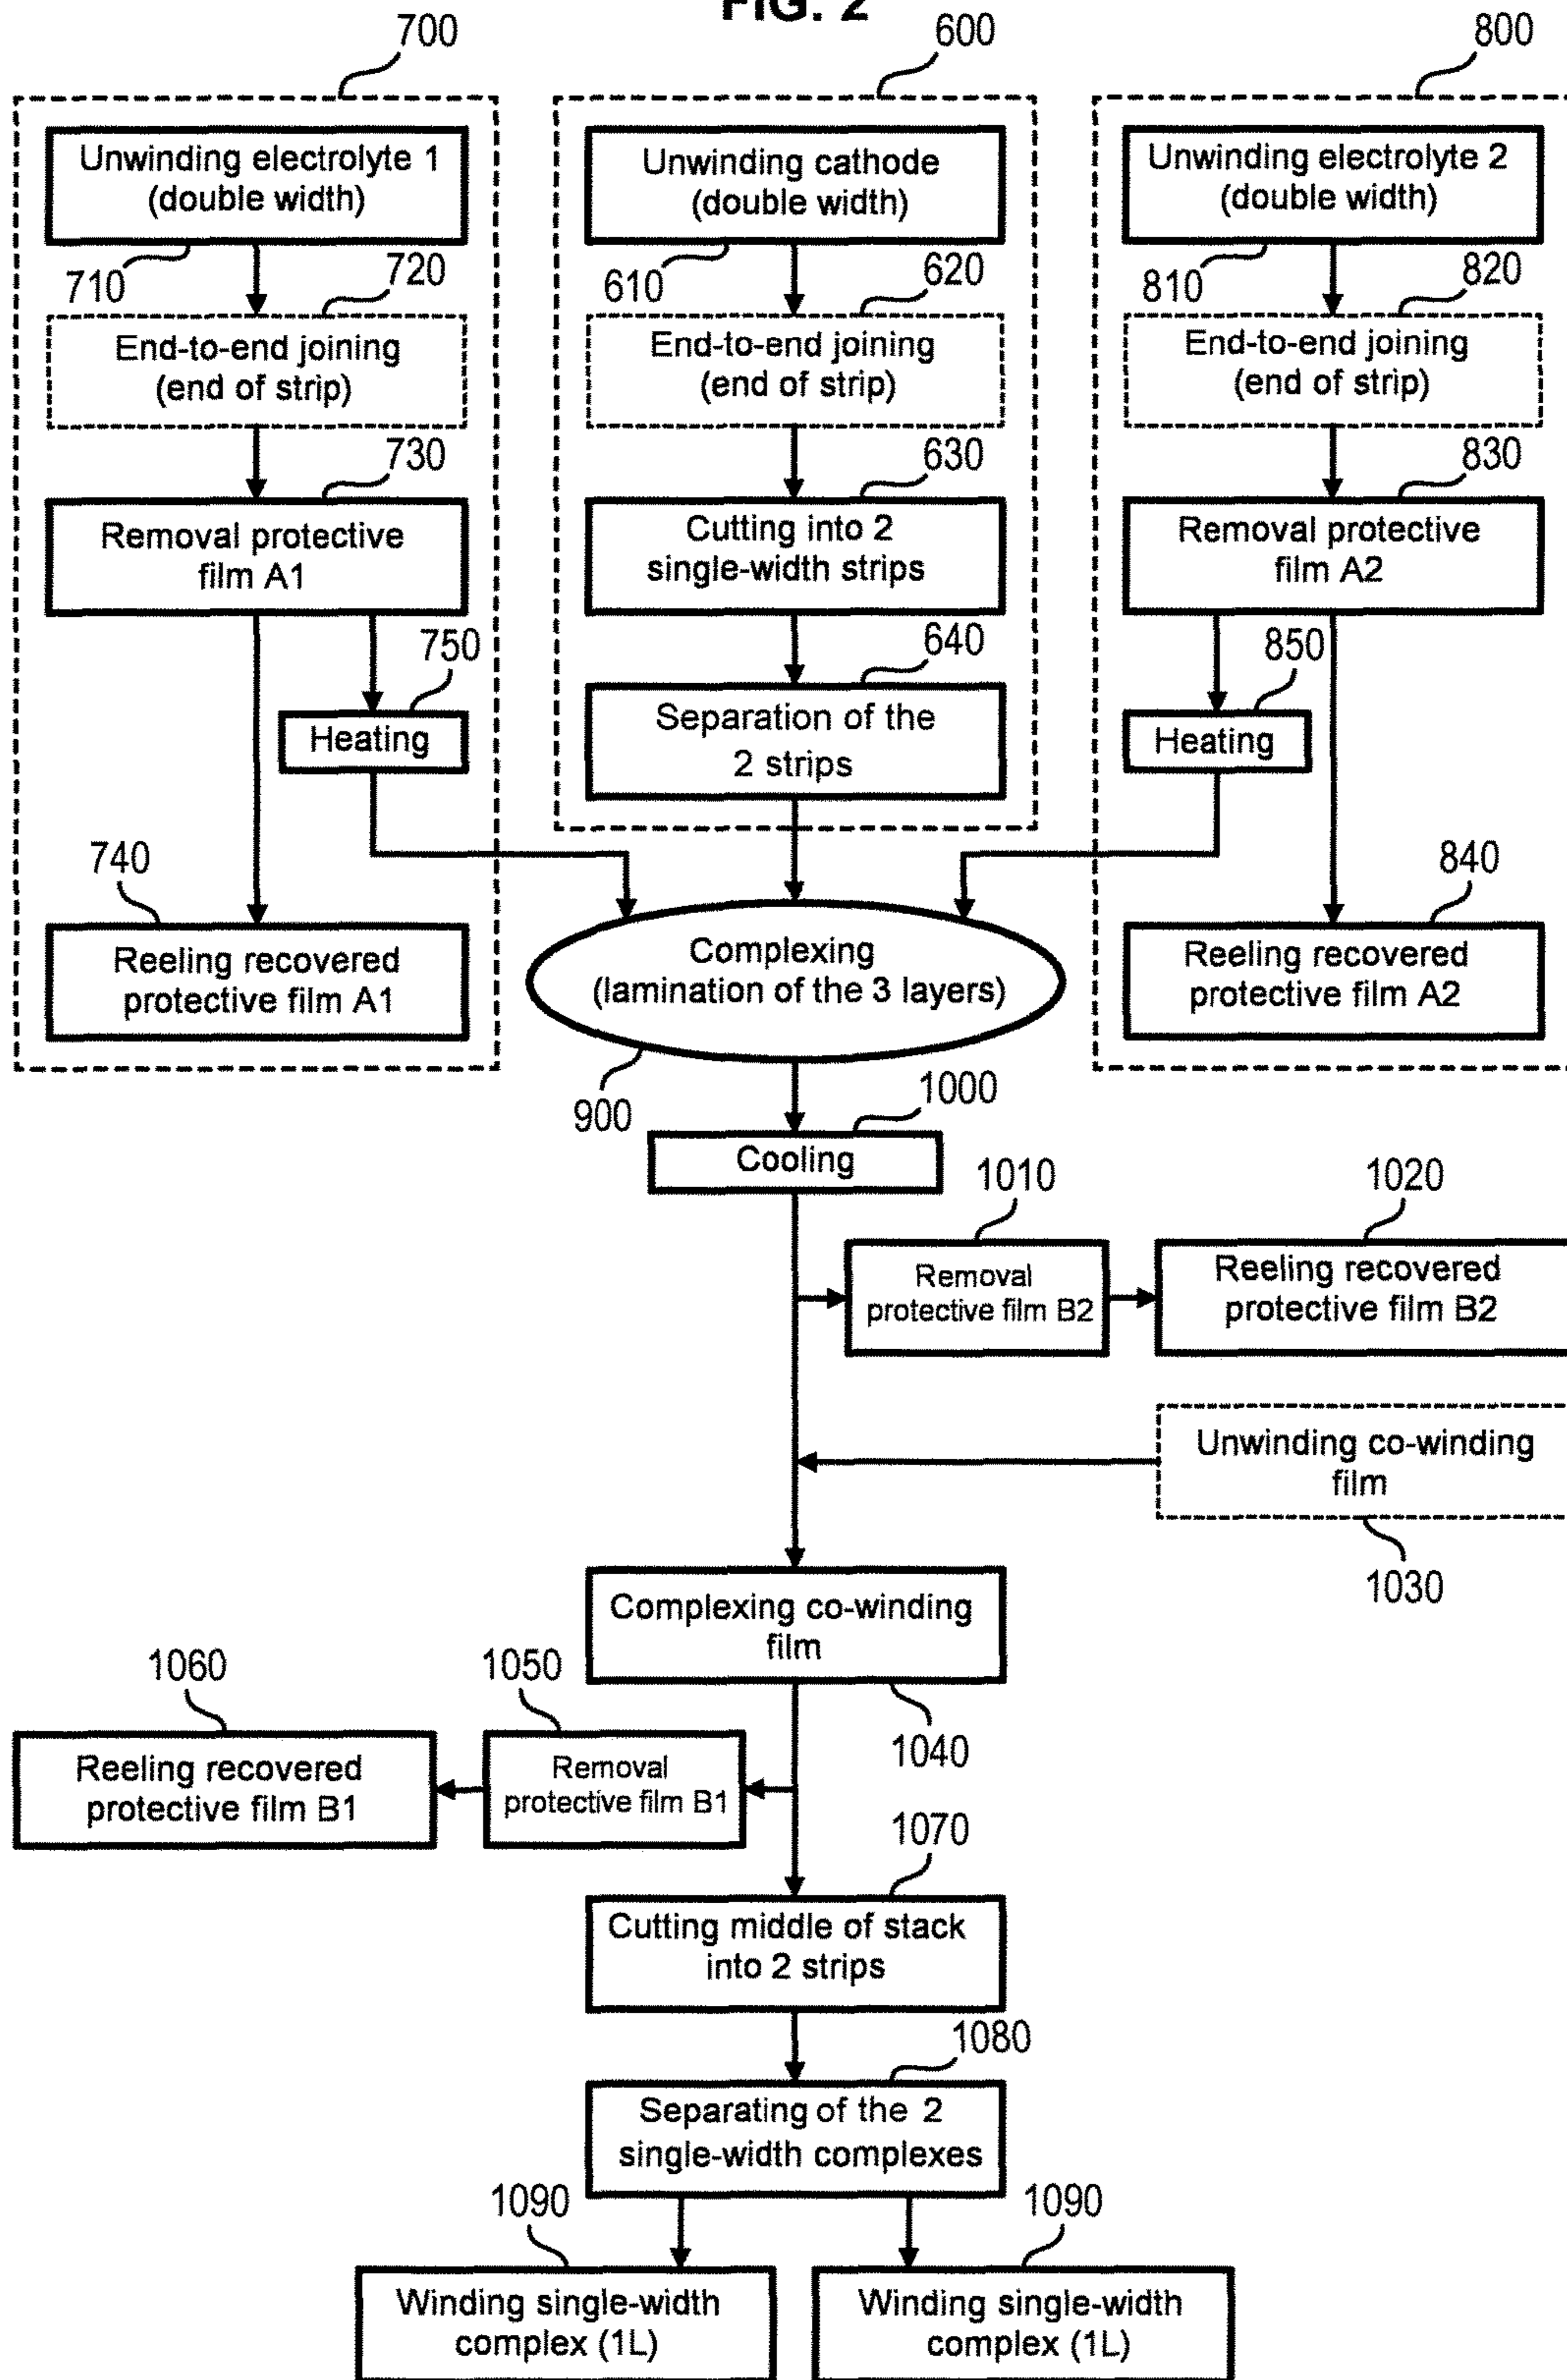 FIG. 2
700
600
800
Unwinding electrolyte 1
(double width)
Unwinding cathode
(double width)
Unwinding electrolyte 2
(double width)
710
720
610
620
810
820
End-to-end joining
(end of strip)
End-to-end joining
(end of strip)
End-to-end joining
(end of strip)
730
630
830
Removal protective
film A1
Cutting into 2
single-width strips
Removal protective
film A2
750
640
850
Heating
Separation of the
2 strips
Heating
740
840
Reeling recovered
protective film A1
Complexing
(lamination of the 3 layers)
Reeling recovered
protective film A2
900
1000
Cooling
1010
1020
Removal
protective film B2
Reeling recovered
protective film B2
Unwinding co-winding
film
1030
Complexing co-winding
film
1060
1050
1040
Reeling recovered
protective film B1
Removal
protective film B1
1070
Cutting middle of stack
into 2 strips
1080
Separating of the 2
single-width complexes
1090
1090
Winding single-width
complex (1L)
Winding single-width
complex (1L)